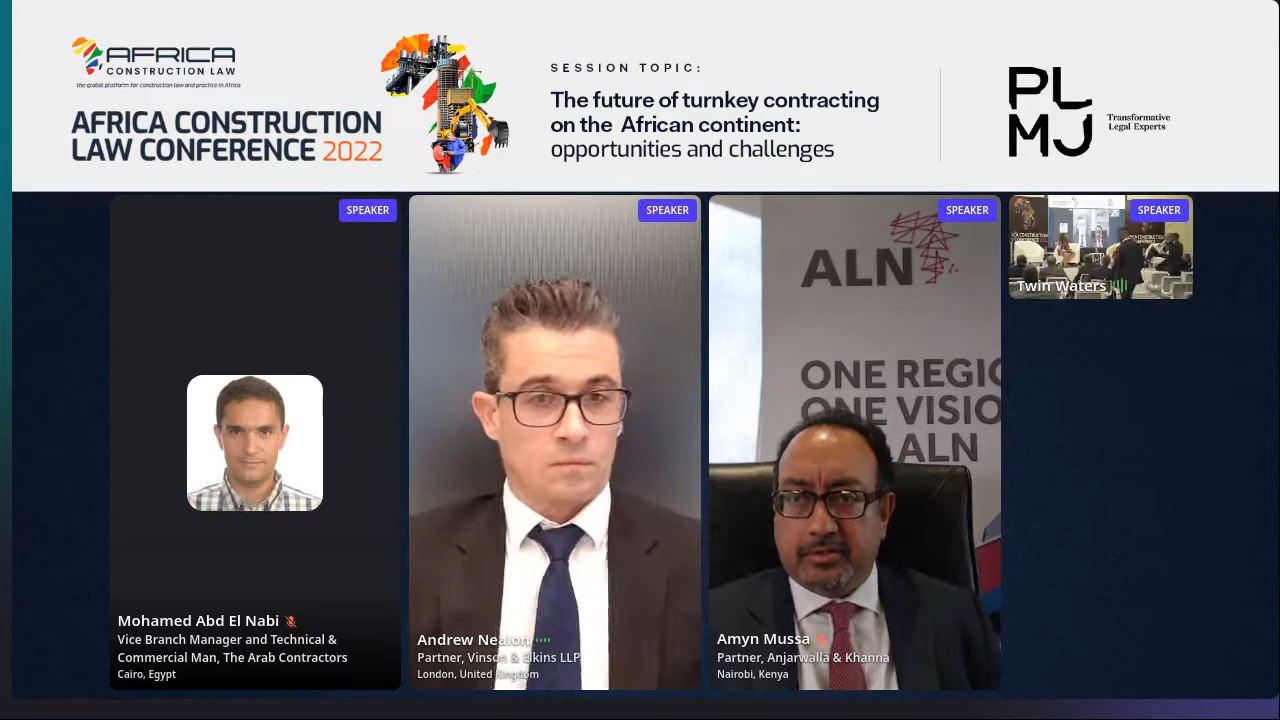 AFRICA
CONSTRUCTION LAW
the global platform for construction law and practice in Africa
AFRICA CONSTRUCTION
LAW CONFERENCE 2022
SESSION TOPIC:
The future of turnkey contracting
on the African continent:
opportunities and challenges
PL
MJ
Transformative
Legal Experts
SPEAKER
Mohamed Abd El Nabi
Vice Branch Manager and Technical &
Commercial Man, The Arab Contractors
Cairo, Egypt
SPEAKER
Andrew Nealon
Partner, Vinson & Elkins LLP
London, United Kingdom
SPEAKER
ALN
ONE REGIO
ONE VISIO
ALN
Amyn Mussa
Partner, Anjarwalla & Khanna
Nairobi, Kenya
SPEAKER
Twin Waters